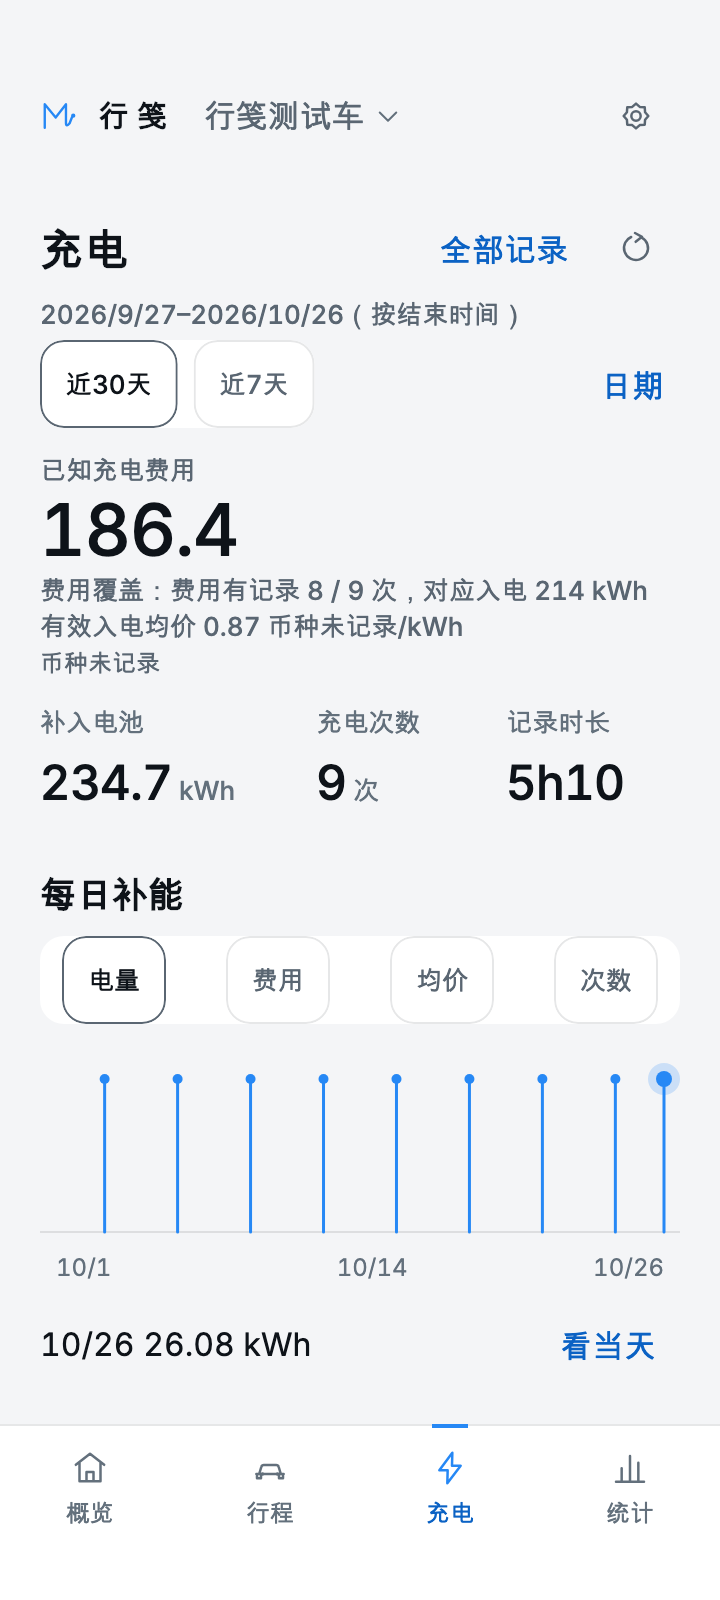 行笺 行笺测试车
充电 全部记录
2026/9/27–2026/10/26（按结束时间）
近30天 近7天 日期
已知充电费用
186.4
费用覆盖：费用有记录 8 / 9 次，对应入电 214 kWh
有效入电均价 0.87 币种未记录/kWh
币种未记录
补入电池 充电次数 记录时长
234.7 kWh 9 次 5h10
每日补能
电量 费用 均价 次数
10/1 10/14 10/26
10/26 26.08 kWh 看当天
概览 行程 充电 统计